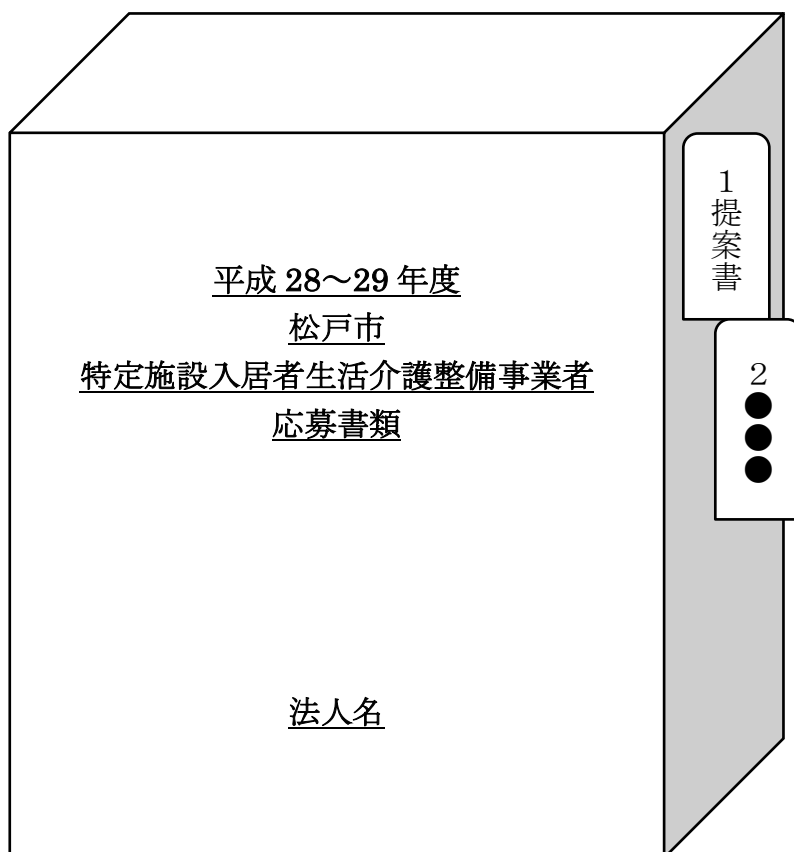 平成 28～29 年度
松戸市
特定施設入居者生活介護整備事業者
応募書類
法人名
１提案書
２●●●